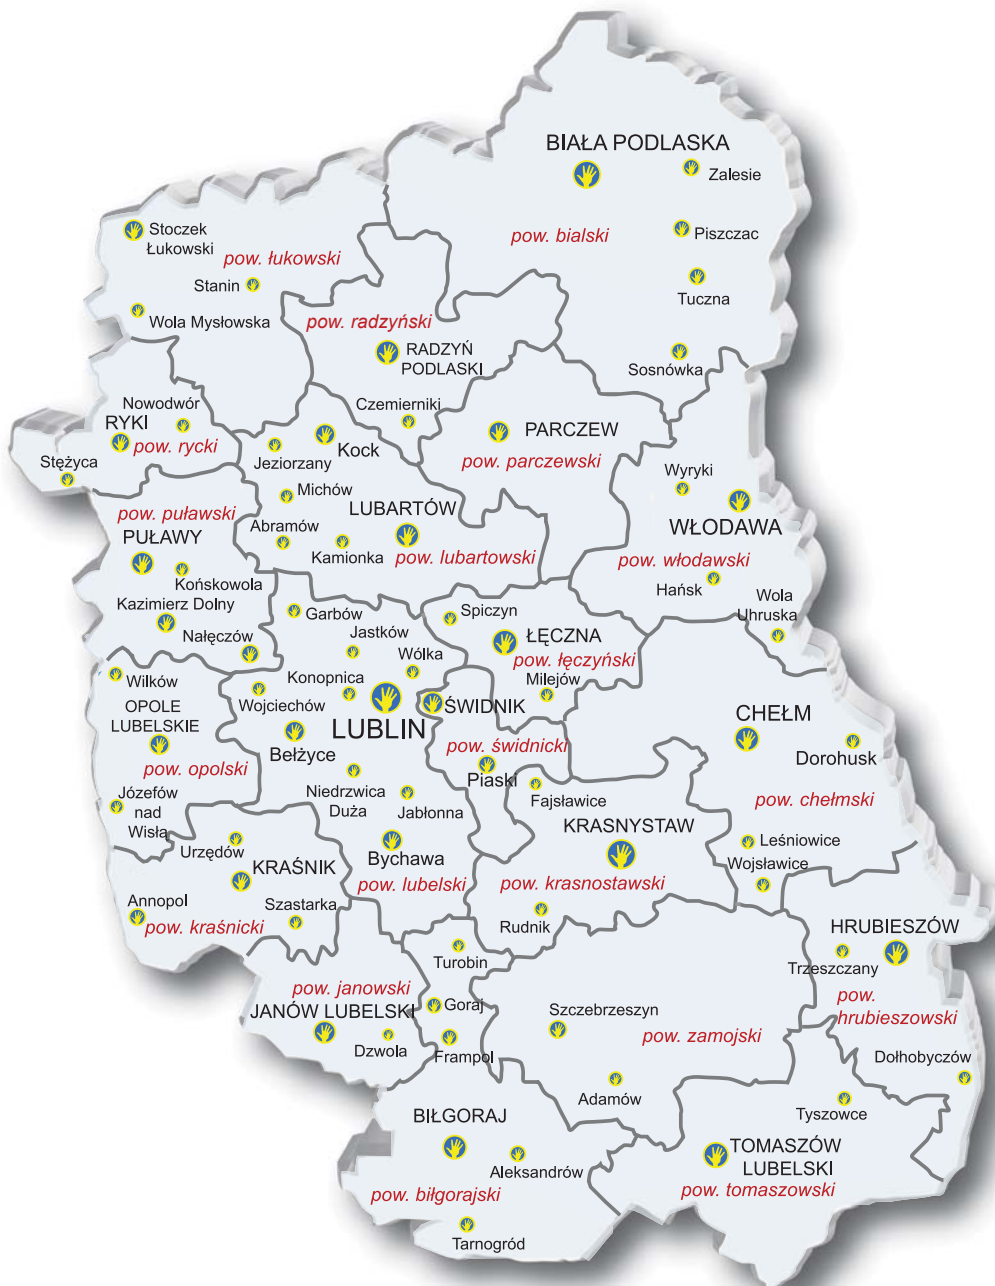 BIAŁA PODLASKA
Zalesie
Stoczek
Łukowski
pow. bialski
Piszczac
pow. łukowski
Stanin
Tuczna
Wola Mysłowska
pow. radzyński
RADZYŃ
PODLASKI
Sosnówka
Nowodwór
Czemierniki
RYKI
pow. rycki
Kock
PARCZEW
Stężyca
Jeziorzany
pow. parczewski
Wyryki
Michów
LUBARTÓW
pow. puławski
PUŁAWY
Abramów
Kamionka
pow. lubartowski
WŁODAWA
pow. włodawski
Końskowola
Hańsk
Wola
Uhruska
Kazimierz Dolny
Garbów
Spiczyn
Nałęczów
Jastków
ŁĘCZNA
Wólka
pow. łęczyński
Wilków
Konopnica
Milejów
Wojciechów
OPOLE
LUBELSKIE
LUBLIN
ŚWIDNIK
CHEŁM
Bełżyce
pow. świdnicki
Dorohusk
pow. opolski
Piaski
Józefów
nad
Wisłą
Niedrzwica
Duża
Jabłonna
Fajsławice
pow. chełmski
KRASNYSTAW
Leśniowice
Urzędów
Bychawa
Wojsławice
KRAŚNIK
pow. lubelski
pow. krasnostawski
Annopol
Szastarka
pow. kraśnicki
Rudnik
HRUBIESZÓW
Turobin
Trzeszczany
pow. janowski
pow.
hrubieszowski
JANÓW LUBELSKI
Goraj
Szczebrzeszyn
pow. zamojski
Dzwola
Frampol
Dołhobyczów
Adamów
Tyszowce
BIŁGORAJ
TOMASZÓW
LUBELSKI
Aleksandrów
pow. biłgorajski
pow. tomaszowski
Tarnogród